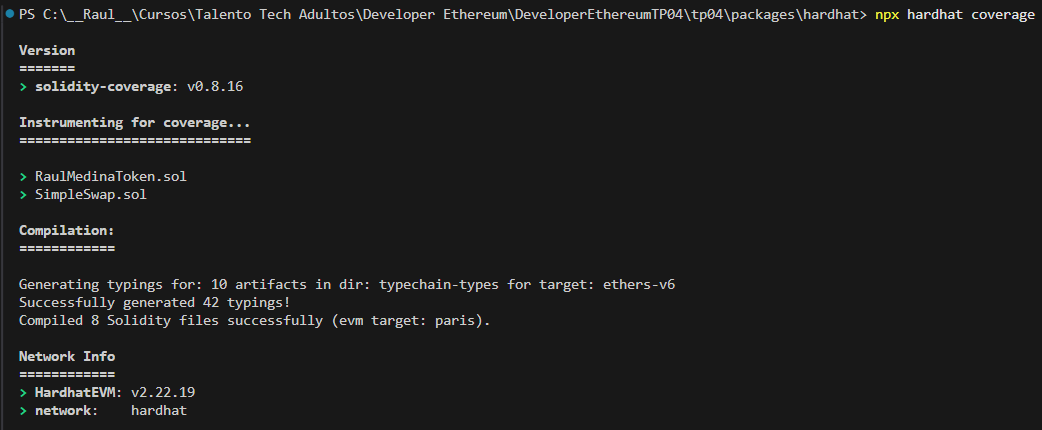 PS C:\__Raul__\Cursos\Talento Tech Adultos\Developer Ethereum\DeveloperEthereumTP04\tp04\packages\hardhat> npx hardhat coverage
Version
=======
> solidity-coverage: v0.8.16
Instrumenting for coverage...
=============================
> RaulMedinaToken.sol
> SimpleSwap.sol
Compilation:
============
Generating typings for: 10 artifacts in dir: typechain-types for target: ethers-v6
Successfully generated 42 typings!
Compiled 8 Solidity files successfully (evm target: paris).
Network Info
============
> HardhatEVM: v2.22.19
> network:    hardhat